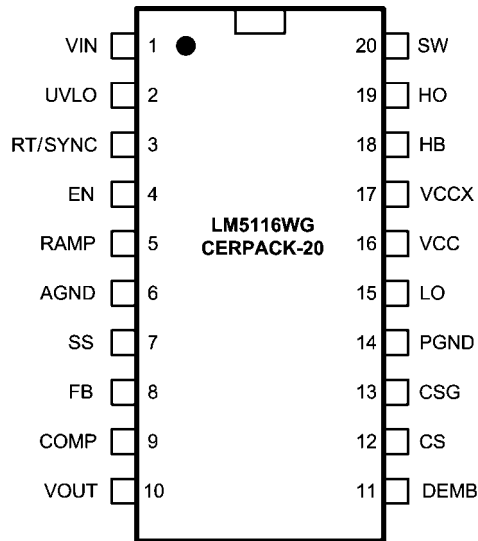 VIN 1 20 SW
UVLO 2 19 HO
RT/SYNC 3 18 HB
EN 4 17 VCCX
LM5116WG
CERPACK-20
RAMP 5 16 VCC
AGND 6 15 LO
SS 7 14 PGND
FB 8 13 CSG
COMP 9 12 CS
VOUT 10 11 DEMB